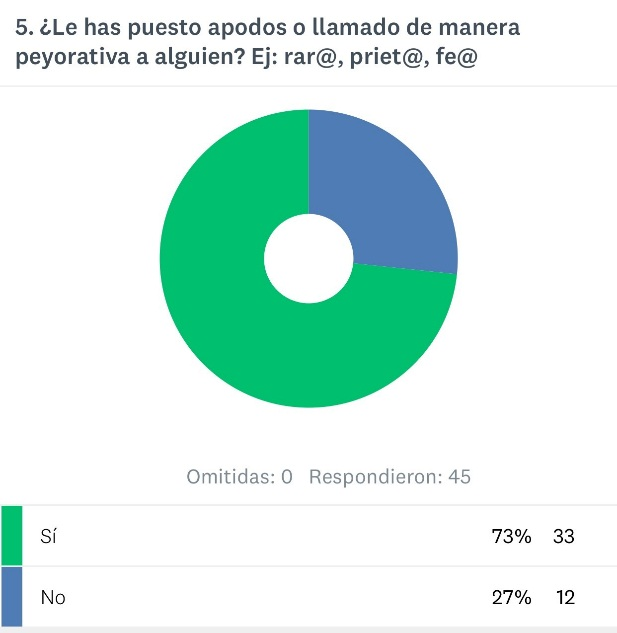 5. ¿Le has puesto apodos o llamado de manera
peyorativa a alguien? Ej: rar@, priet@, fe@
Omitidas: 0 Respondieron: 45
Sí 73% 33
No 27% 12